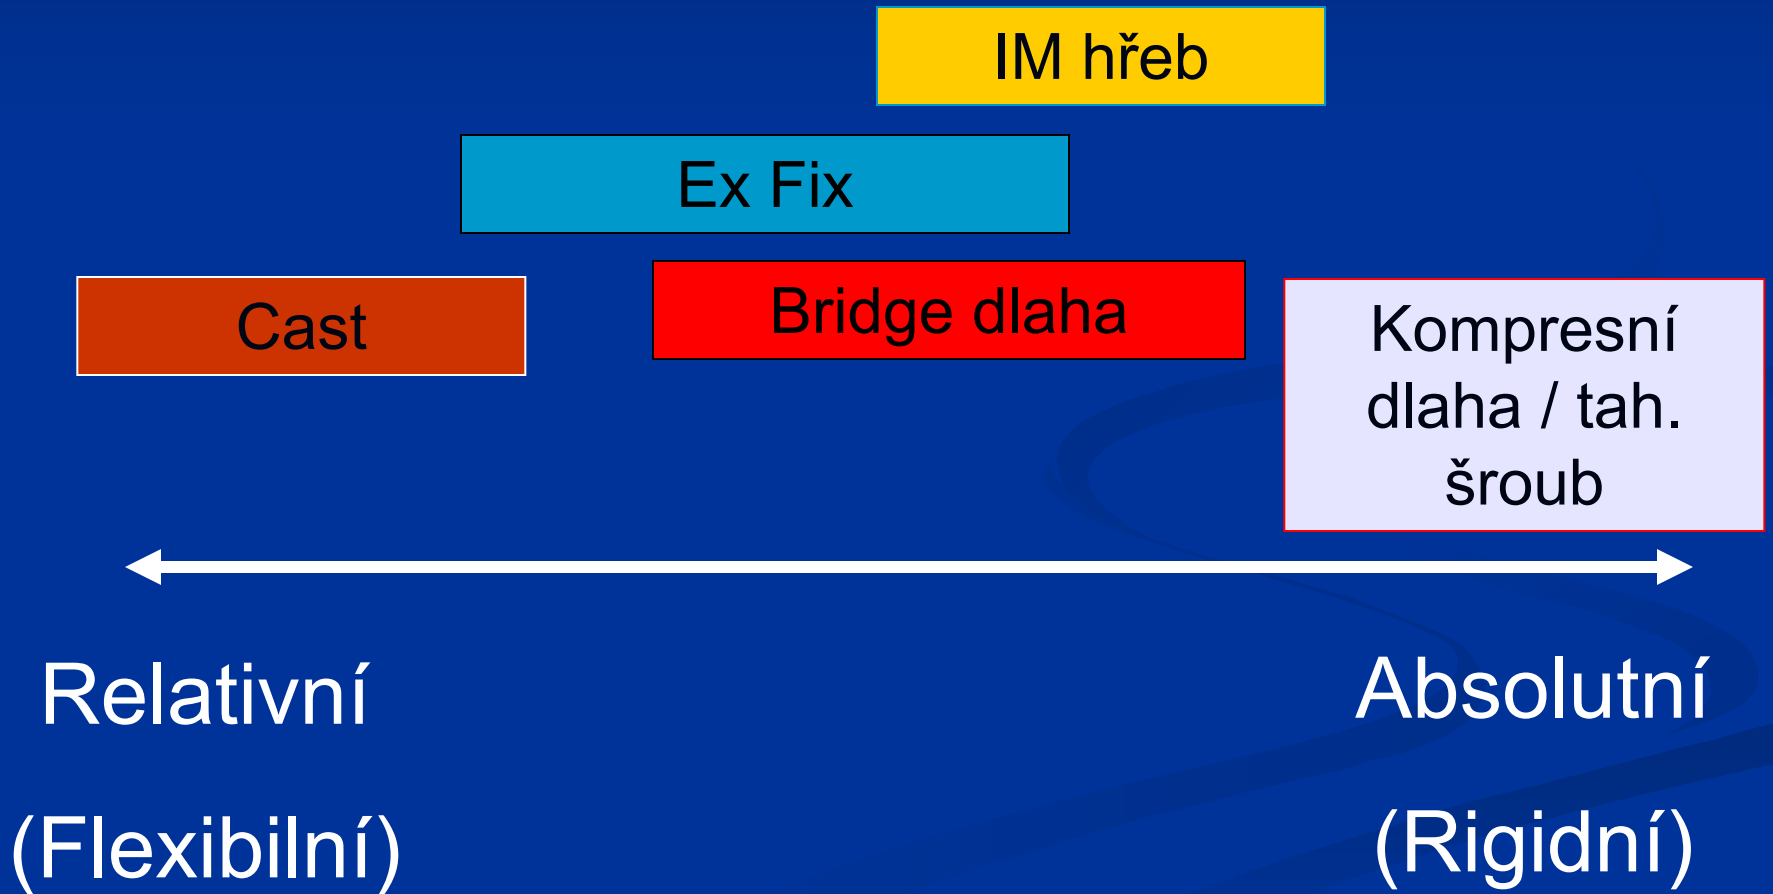 IM hřeb
Ex Fix
Cast
Bridge dlaha
Kompresní
dlaha / tah.
šroub
Relativní
(Flexibilní)
Absolutní
(Rigidní)